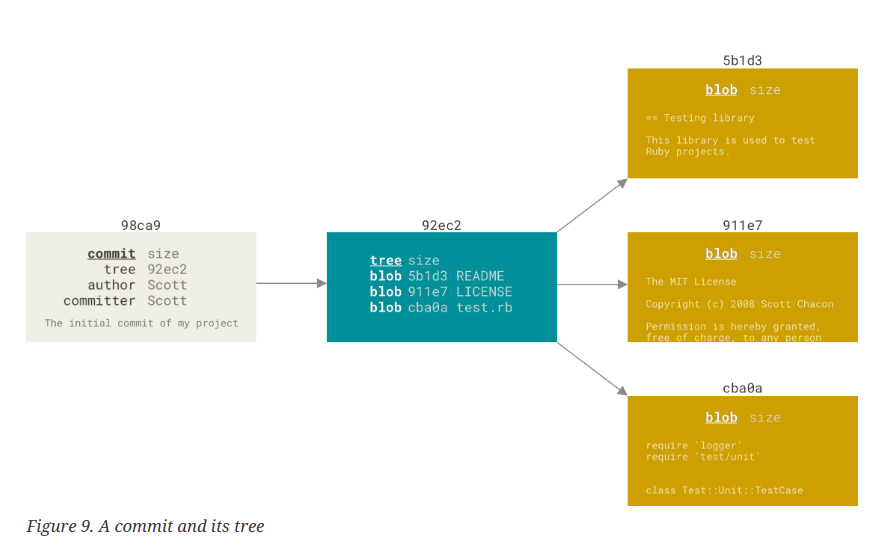 98ca9
commit size
tree 92ec2
author Scott
committer Scott
The initial commit of my project
92ec2
tree size
blob 5b1d3 README
blob 911e7 LICENSE
blob cba0a test.rb
5b1d3
blob size
== Testing library
This library is used to test
Ruby projects.
911e7
blob size
The MIT License
Copyright (c) 2008 Scott Chacon
Permission is hereby granted,
free of charge, to any person
cba0a
blob size
require 'logger'
require 'test/unit'
class Test::Unit::TestCase
Figure 9. A commit and its tree